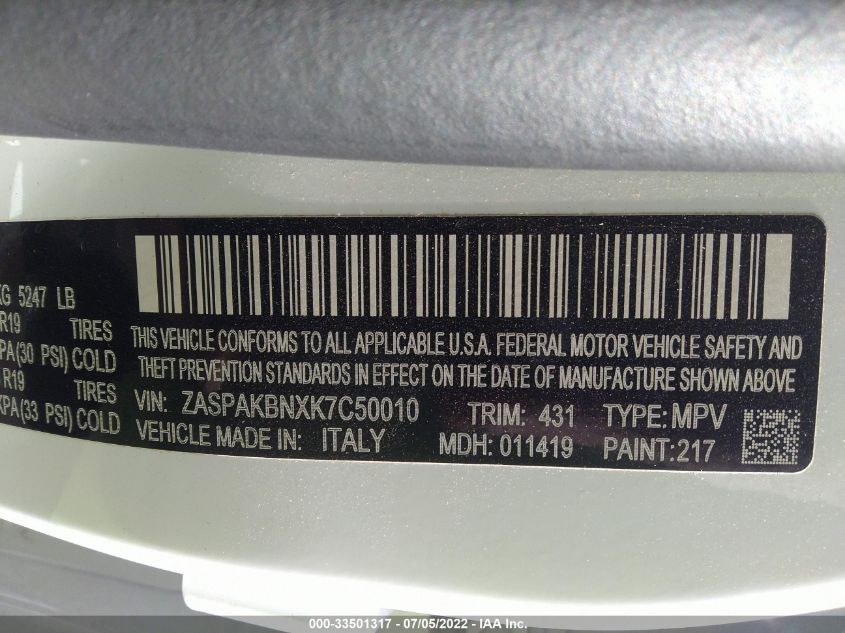 KG 5247 LB
R19 TIRES
KPA(30 PSI) COLD
R19 TIRES
KPA(33 PSI) COLD
THIS VEHICLE CONFORMS TO ALL APPLICABLE U.S.A. FEDERAL MOTOR VEHICLE SAFETY AND
THEFT PREVENTION STANDARDS IN EFFECT ON THE DATE OF MANUFACTURE SHOWN ABOVE
VIN: ZASPAKBNXK7C50010 TRIM: 431 TYPE: MPV
VEHICLE MADE IN: ITALY MDH: 011419 PAINT: 217
000-33501317 - 07/05/2022 - IAA Inc.